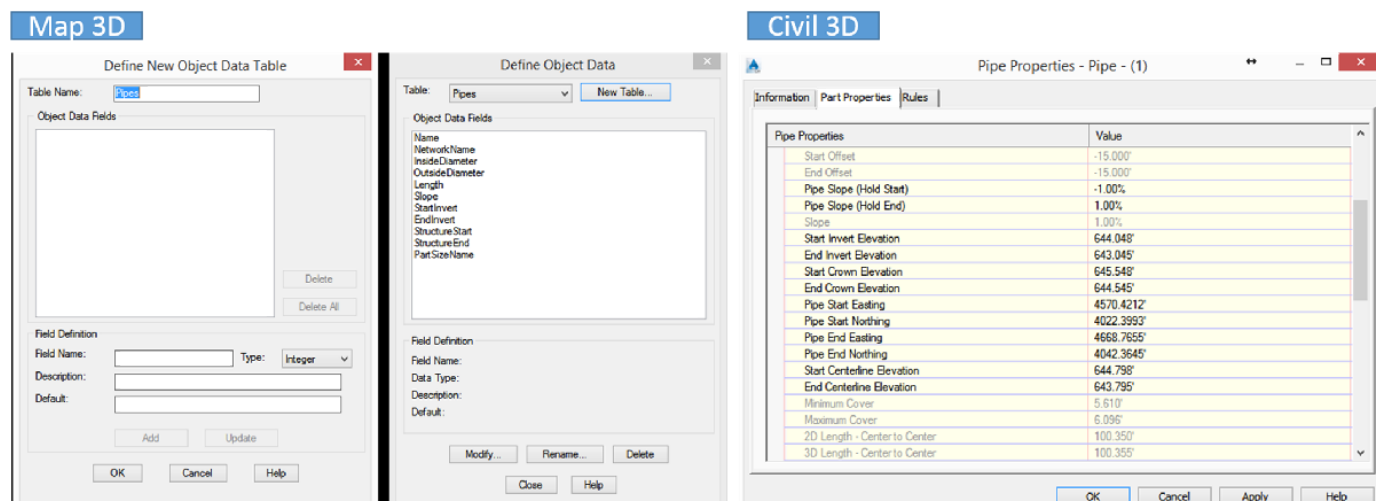 Map 3D
Civil 3D
Define New Object Data Table
Table Name: Pipes
Object Data Fields
Delete
Delete All
Field Definition
Field Name: Type: Integer
Description:
Default:
Add Update
OK Cancel Help
Define Object Data
Table: Pipes New Table...
Object Data Fields
Name
NetworkName
InsideDiameter
OutsideDiameter
Length
Slope
StartInvert
EndInvert
StructureStart
StructureEnd
PartSizeName
Field Definition
Field Name:
Data Type:
Description:
Default:
Modify... Rename... Delete
Close Help
Pipe Properties - Pipe - (1)
Information Part Properties Rules
Pipe Properties Value
Start Offset -15.000'
End Offset -15.000'
Pipe Slope (Hold Start) -1.00%
Pipe Slope (Hold End) 1.00%
Slope 1.00%
Start Invert Elevation 644.048'
End Invert Elevation 643.045'
Start Crown Elevation 645.548'
End Crown Elevation 644.545'
Pipe Start Easting 4570.4212'
Pipe Start Northing 4022.3993'
Pipe End Easting 4668.7655'
Pipe End Northing 4042.3645'
Start Centerline Elevation 644.798'
End Centerline Elevation 643.795'
Minimum Cover 5.610'
Maximum Cover 6.096'
2D Length - Center to Center 100.350'
3D Length - Center to Center 100.355'
OK Cancel Apply Help